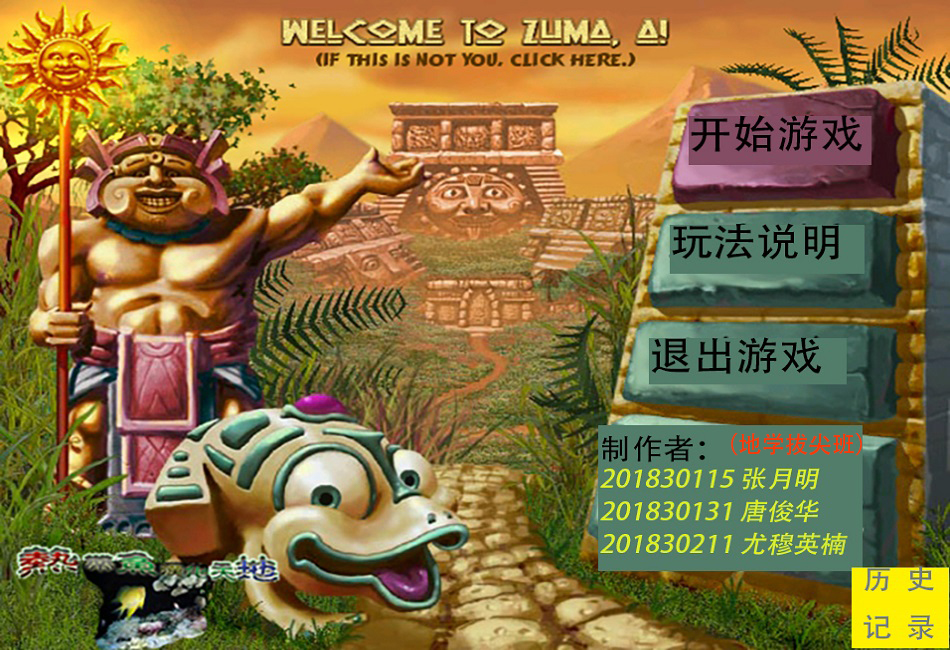 WELCOME TO ZUMA, A!
(IF THIS IS NOT YOU, CLICK HERE.)
开始游戏
玩法说明
退出游戏
制作者：（地学拔尖班）
201830115 张月明
201830131 唐俊华
201830211 尤穆英楠
历 史
记 录